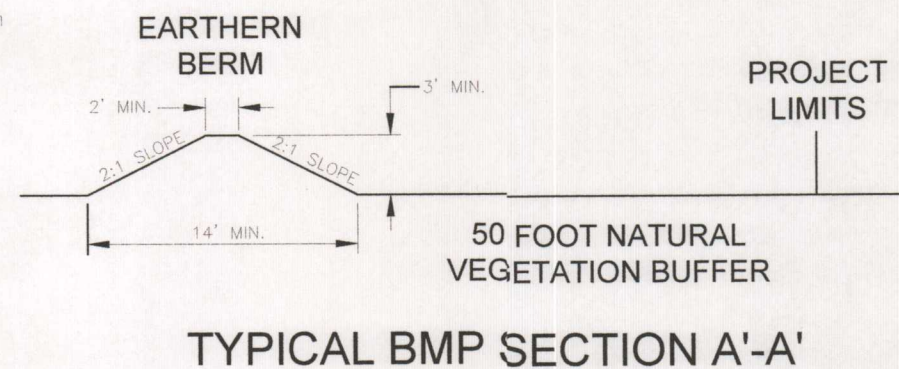 EARTHERN
BERM
2' MIN.
3' MIN.
PROJECT
LIMITS
2:1 SLOPE
2:1 SLOPE
14' MIN.
50 FOOT NATURAL
VEGETATION BUFFER
TYPICAL BMP SECTION A'-A'